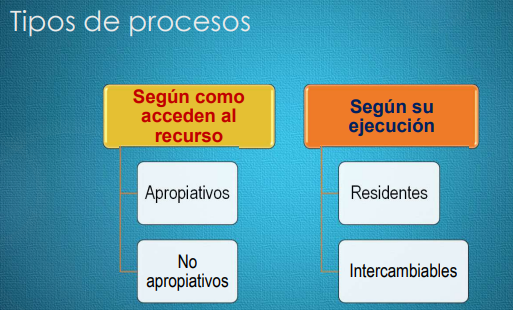 Tipos de procesos
Según como
acceden al
recurso
Apropiativos
No
apropiativos
Según su
ejecución
Residentes
Intercambiables